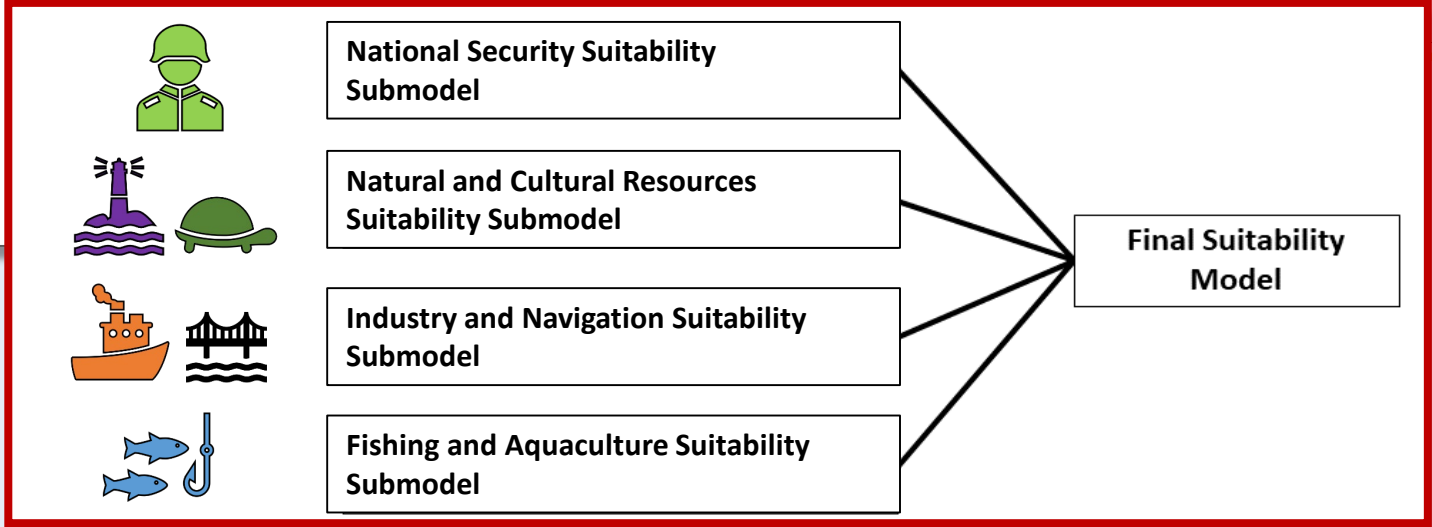 National Security Suitability
Submodel
Natural and Cultural Resources
Suitability Submodel
Industry and Navigation Suitability
Submodel
Fishing and Aquaculture Suitability
Submodel
Final Suitability
Model